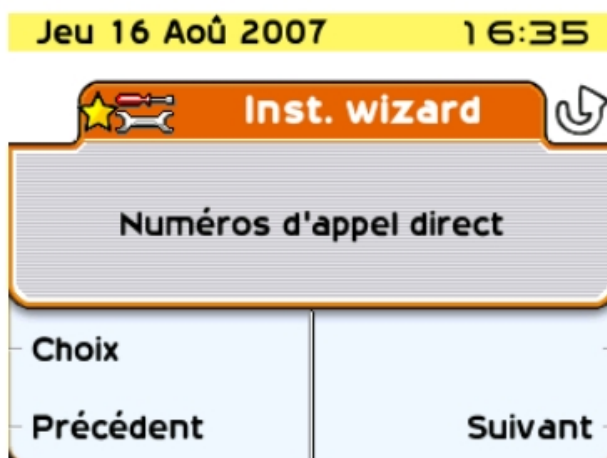 Jeu 16 Aoû 2007 16:35
Inst. wizard
Numéros d'appel direct
Choix
Précédent Suivant